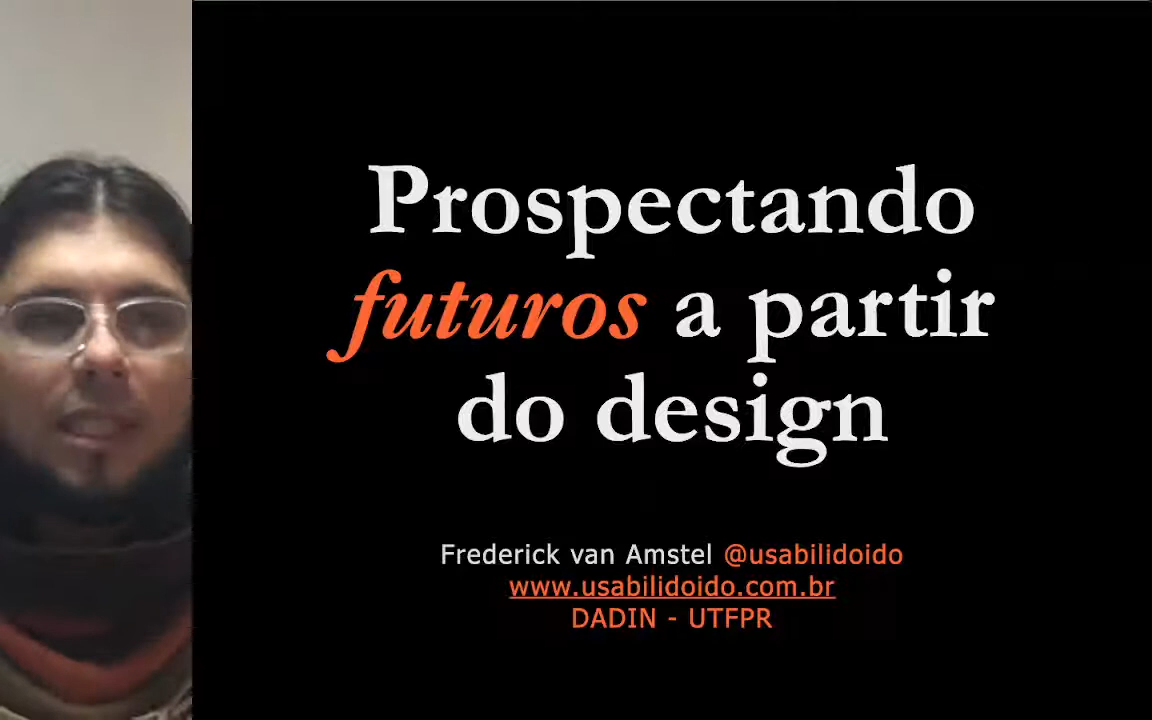 Prospectando
futuros a partir
do design
Frederick van Amstel @usabilidoido
www.usabilidoido.com.br
DADIN - UTFPR